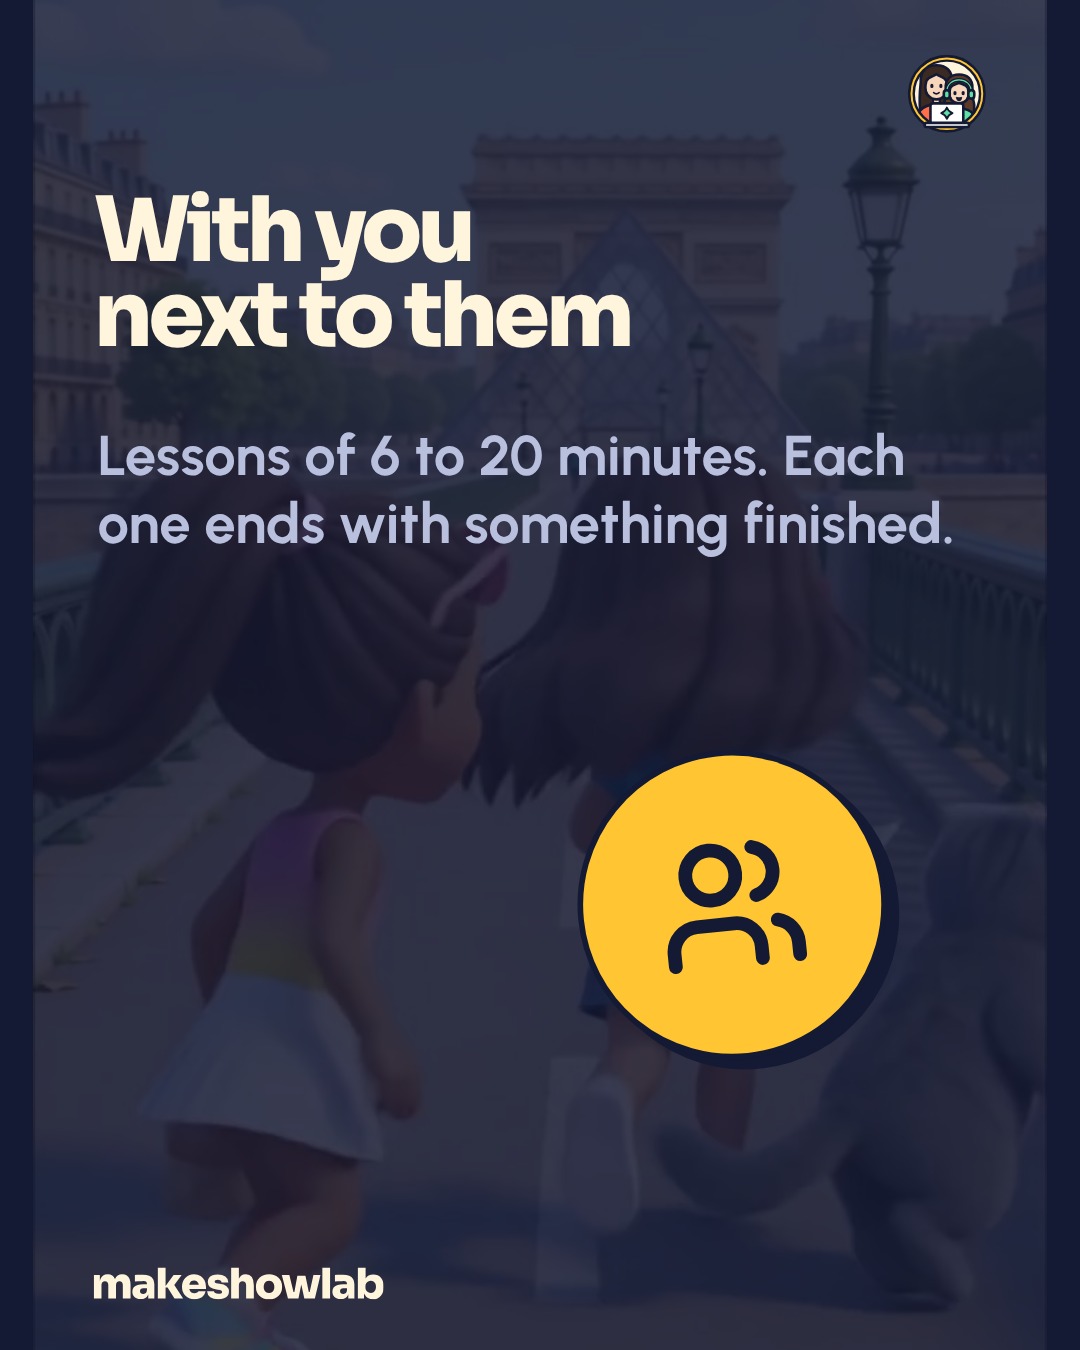 With you
next to them
Lessons of 6 to 20 minutes. Each
one ends with something finished.
makeshowlab